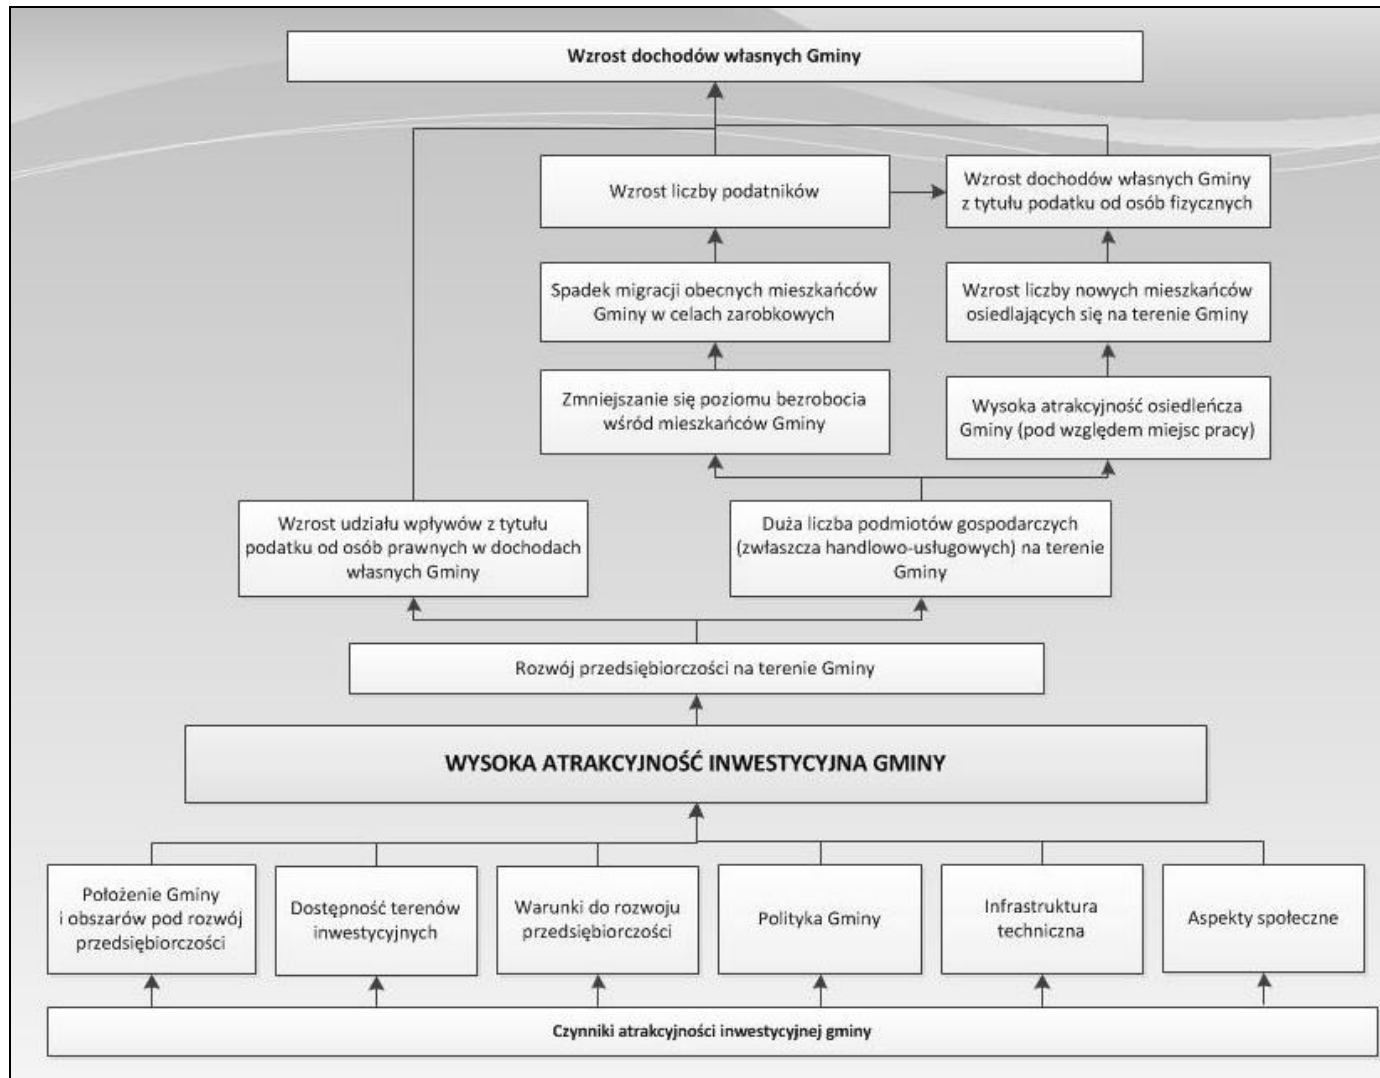 Wzrost dochodów własnych Gminy
Wzrost liczby podatników
Wzrost dochodów własnych Gminy
z tytułu podatku od osób fizycznych
Spadek migracji obecnych mieszkańców
Gminy w celach zarobkowych
Wzrost liczby nowych mieszkańców
osiedlających się na terenie Gminy
Zmniejszanie się poziomu bezrobocia
wśród mieszkańców Gminy
Wysoka atrakcyjność osiedleńcza
Gminy (pod względem miejsc pracy)
Wzrost udziału wpływów z tytułu
podatku od osób prawnych w dochodach
własnych Gminy
Duża liczba podmiotów gospodarczych
(zwłaszcza handlowo-usługowych) na terenie
Gminy
Rozwój przedsiębiorczości na terenie Gminy
WYSOKA ATRAKCYJNOŚĆ INWESTYCYJNA GMINY
Położenie Gminy
i obszarów pod rozwój
przedsiębiorczości
Dostępność terenów
inwestycyjnych
Warunki do rozwoju
przedsiębiorczości
Polityka Gminy
Infrastruktura
techniczna
Aspekty społeczne
Czynniki atrakcyjności inwestycyjnej gminy